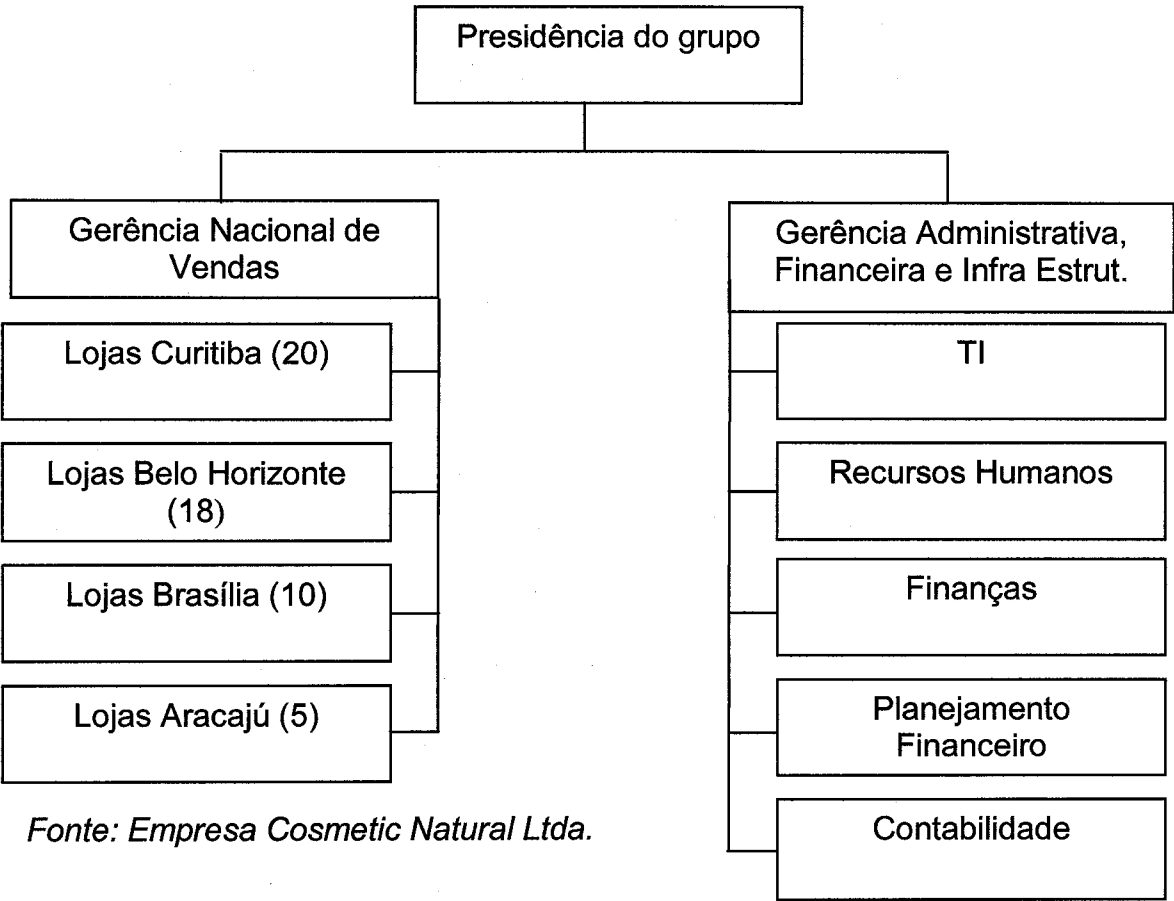 Presidência do grupo
Gerência Nacional de
Vendas
Lojas Curitiba (20)
Lojas Belo Horizonte
(18)
Lojas Brasília (10)
Lojas Aracajú (5)
Gerência Administrativa,
Financeira e Infra Estrut.
TI
Recursos Humanos
Finanças
Planejamento
Financeiro
Contabilidade
Fonte: Empresa Cosmetic Natural Ltda.